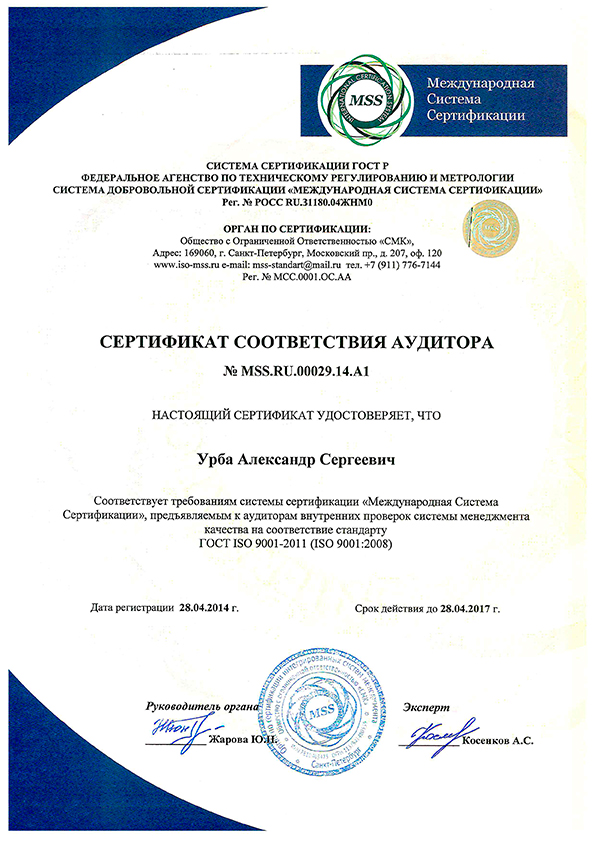 INTERNATIONAL CERTIFICATION SYSTEM
MSS
Международная
Система
Сертификации
СИСТЕМА СЕРТИФИКАЦИИ ГОСТ Р
ФЕДЕРАЛЬНОЕ АГЕНСТВО ПО ТЕХНИЧЕСКОМУ РЕГУЛИРОВАНИЮ И МЕТРОЛОГИИ
СИСТЕМА ДОБРОВОЛЬНОЙ СЕРТИФИКАЦИИ «МЕЖДУНАРОДНАЯ СИСТЕМА СЕРТИФИКАЦИИ»
Рег. № РОСС RU.31180.04ЖНМ0
ОРГАН ПО СЕРТИФИКАЦИИ:
Общество с Ограниченной Ответственностью «СМК»,
Адрес: 169060, г. Санкт-Петербург, Московский пр., д. 207, оф. 120
www.iso-mss.ru e-mail: mss-standart@mail.ru тел. +7 (911) 776-7144
Рег. № МСС.0001.ОС.АА
СЕРТИФИКАТ СООТВЕТСТВИЯ АУДИТОРА
№ MSS.RU.00029.14.A1
НАСТОЯЩИЙ СЕРТИФИКАТ УДОСТОВЕРЯЕТ, ЧТО
Урба Александр Сергеевич
Соответствует требованиям системы сертификации «Международная Система
Сертификации», предъявляемым к аудиторам внутренних проверок системы менеджмента
качества на соответствие стандарту
ГОСТ ISO 9001-2011 (ISO 9001:2008)
Дата регистрации 28.04.2014 г.
Срок действия до 28.04.2017 г.
Руководитель органа
Эксперт
Жарова Ю.Н.
Косенков А.С.
MSS
Санкт-Петербург